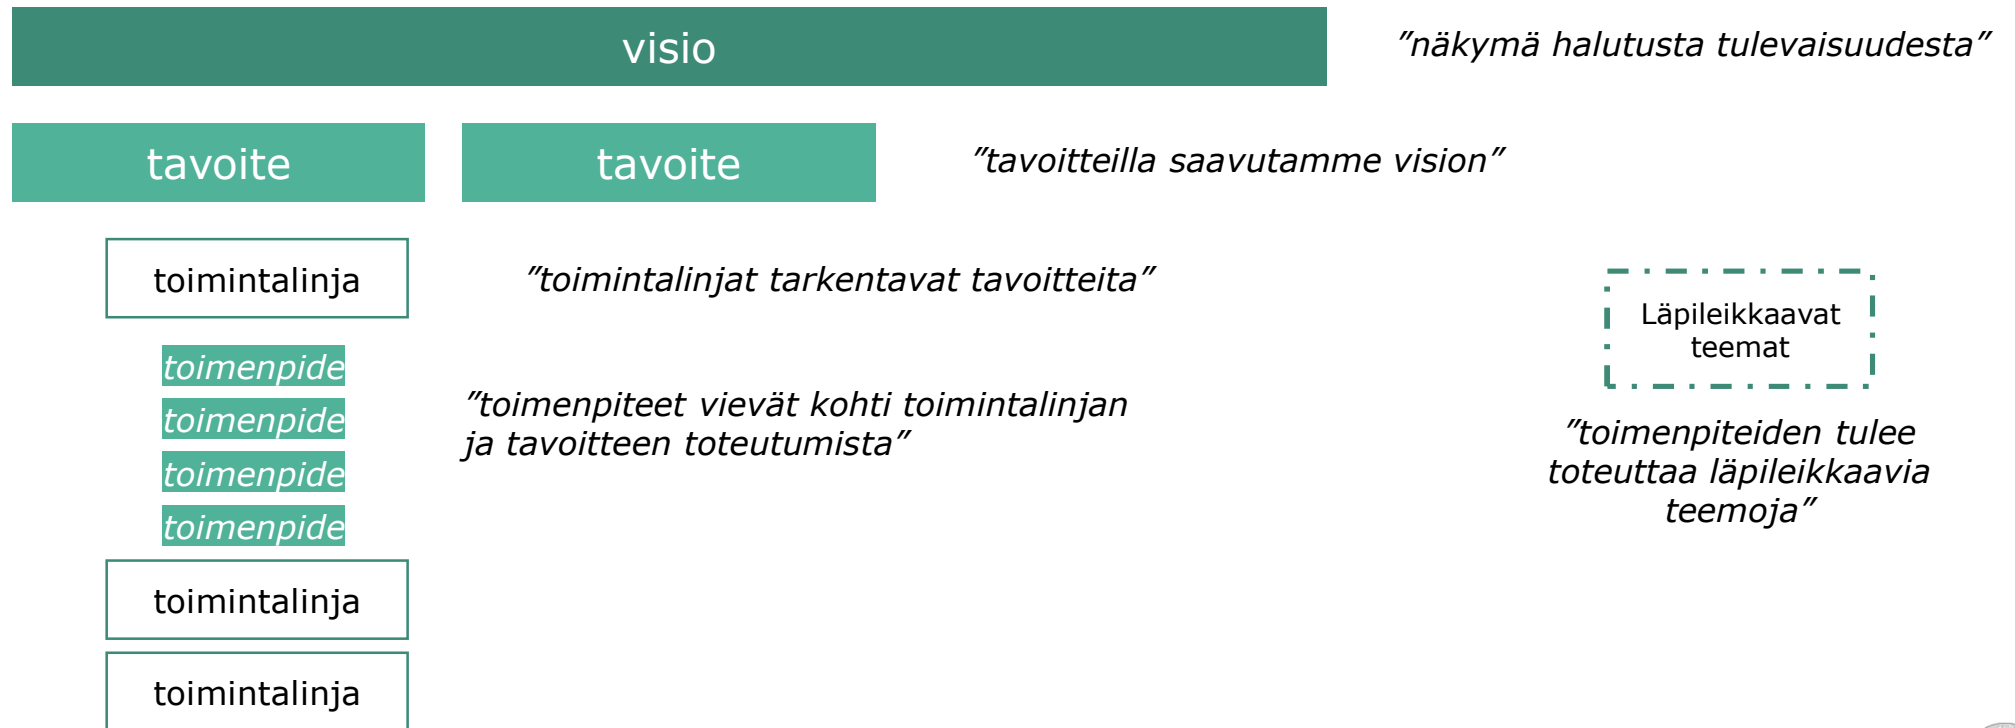 visio
”näkymä halutusta tulevaisuudesta”
tavoite
tavoite
”tavoitteilla saavutamme vision”
toimintalinja
”toimintalinjat tarkentavat tavoitteita”
toimenpide
toimenpide
toimenpide
toimenpide
”toimenpiteet vievät kohti toimintalinjan
ja tavoitteen toteutumista”
toimintalinja
toimintalinja
Läpileikkaavat
teemat
”toimenpiteiden tulee
toteuttaa läpileikkaavia
teemoja”